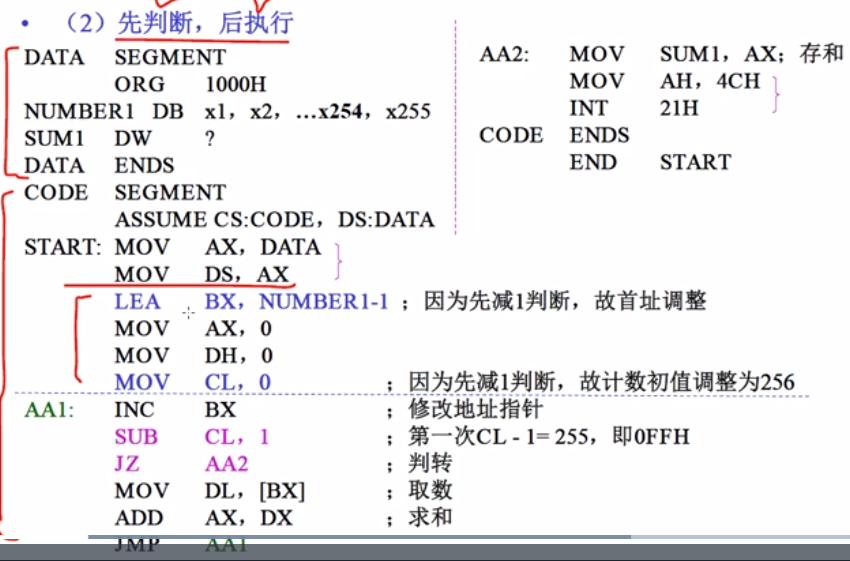 • （2）先判断，后执行
DATA SEGMENT
ORG 1000H
NUMBER1 DB x1，x2，…x254，x255
SUM1 DW ?
DATA ENDS
CODE SEGMENT
ASSUME CS:CODE，DS:DATA
START: MOV AX，DATA
MOV DS，AX
LEA BX，NUMBER1-1 ；因为先减1判断，故首址调整
MOV AX，0
MOV DH，0
MOV CL，0 ；因为先减1判断，故计数初值调整为256
AA1: INC BX ；修改地址指针
SUB CL，1 ；第一次CL - 1= 255，即0FFH
JZ AA2 ；判转
MOV DL，[BX] ；取数
ADD AX，DX ；求和
JMP AA1
AA2: MOV SUM1，AX；存和
MOV AH，4CH
INT 21H
CODE ENDS
END START